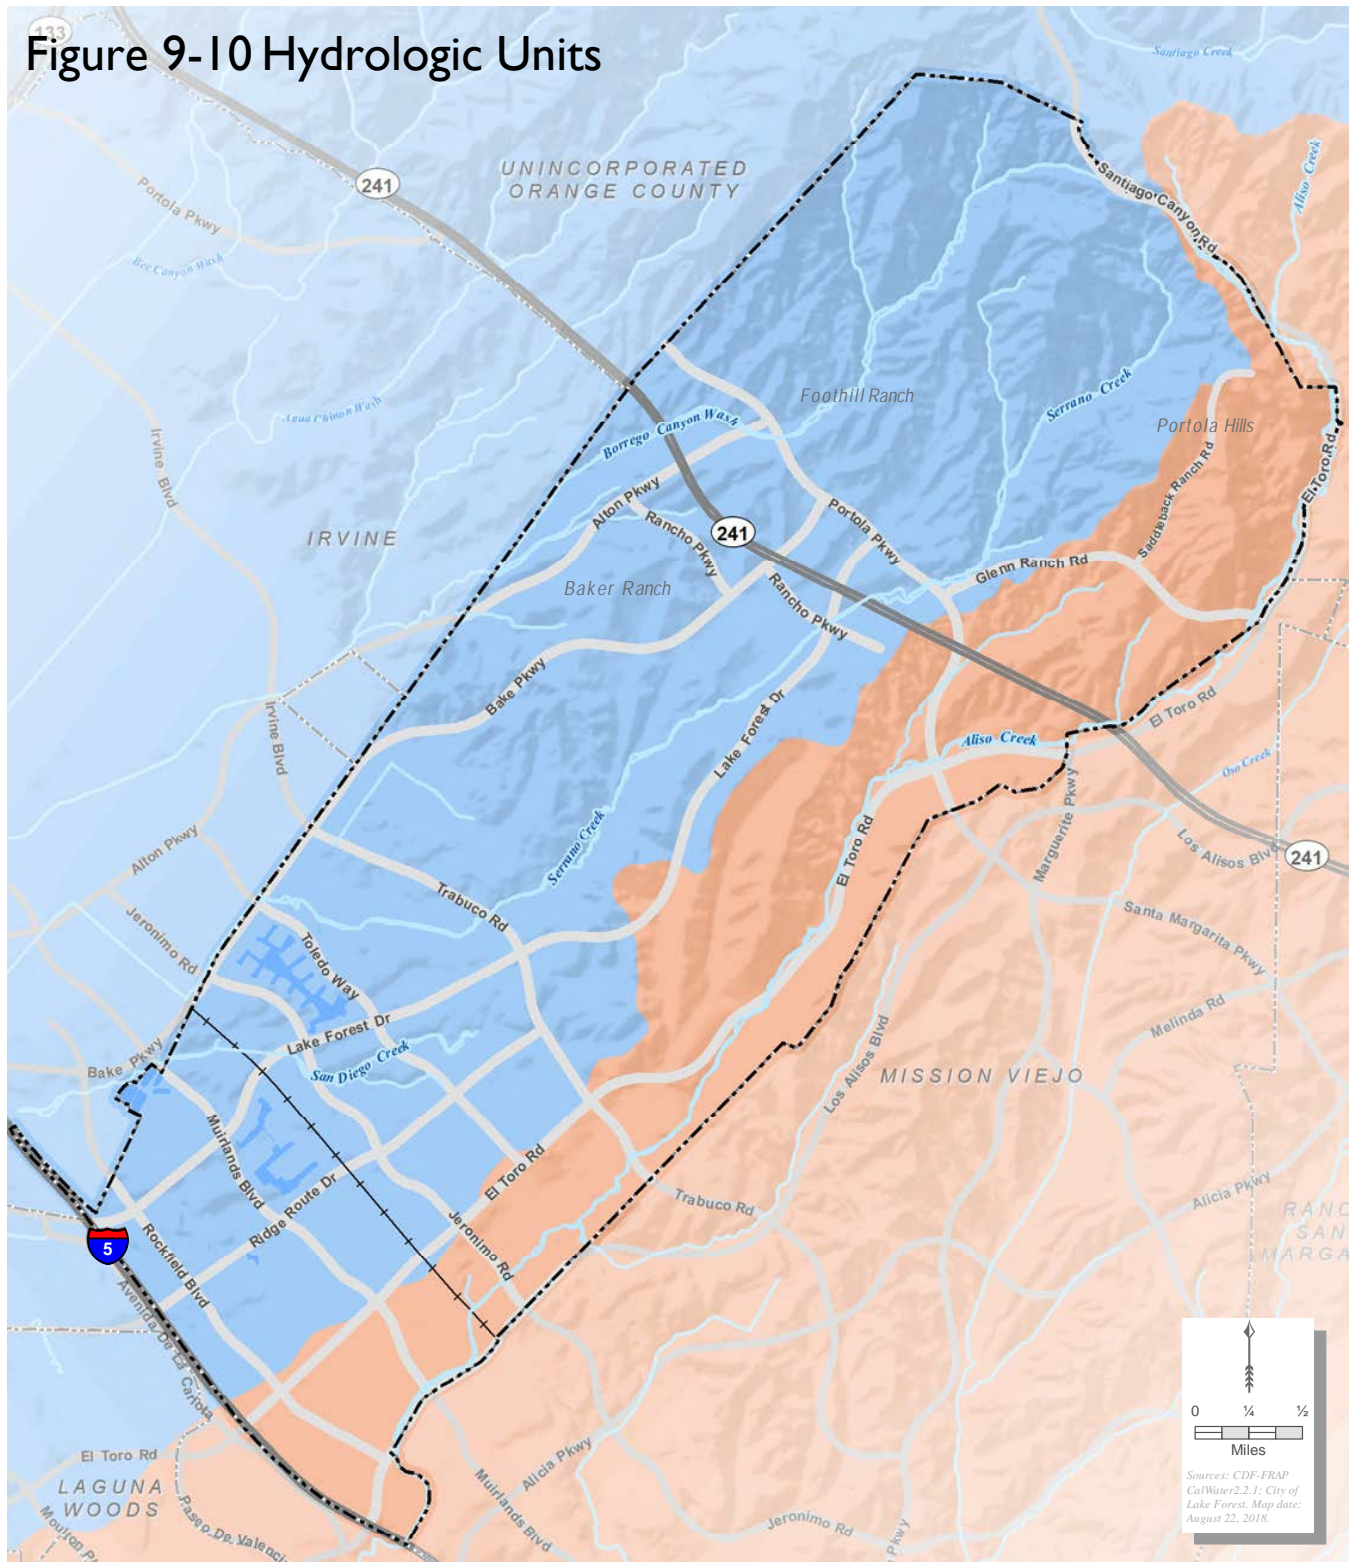 Figure 9-10 Hydrologic Units
133
Santiago Creek
UNINCORPORATED
ORANGE COUNTY
241
Portola Pkwy
Santiago Canyon Rd
Aliso Creek
Bee Canyon Wash
Agua Chinon Wash
Foothill Ranch
Serrano Creek
Portola Hills
Borrego Canyon Wash
Irvine Blvd
El Toro Rd
Saddleback Ranch Rd
Alton Pkwy
Rancho Pkwy
Portola Pkwy
IRVINE
241
Glenn Ranch Rd
Baker Ranch
Rancho Pkwy
Bake Pkwy
Lake Forest Dr
El Toro Rd
Irvine Blvd
Aliso Creek
Oso Creek
Marguerite Pkwy
Serrano Creek
El Toro Rd
Los Alisos Blvd
241
Alton Pkwy
Trabuco Rd
Jeronimo Rd
Santa Margarita Pkwy
Toledo Way
Melinda Rd
Lake Forest Dr
Bake Pkwy
San Diego Creek
Los Alisos Blvd
MISSION VIEJO
Muirlands Blvd
El Toro Rd
Ridge Route Dr
Trabuco Rd
Alicia Pkwy
RANC
SAN
MARGA
5
Rockfield Blvd
Jeronimo Rd
Avenida De La Carlota
El Toro Rd
LAGUNA
WOODS
Moulton P
Paseo De Valenci
Muirlands Blvd
Alicia Pkwy
Jeronimo Rd
Pkwy
0 ¼ ½
Miles
Sources: CDF-FRAP
CalWater2.2.1; City of
Lake Forest. Map date:
August 22, 2018.